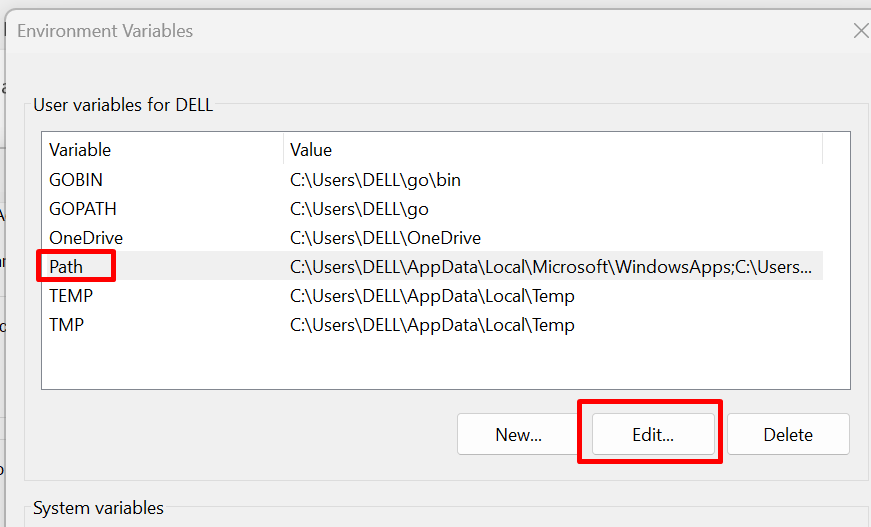 Environment Variables
User variables for DELL
Variable Value
GOBIN C:\Users\DELL\go\bin
GOPATH C:\Users\DELL\go
OneDrive C:\Users\DELL\OneDrive
Path C:\Users\DELL\AppData\Local\Microsoft\WindowsApps;C:\Users...
TEMP C:\Users\DELL\AppData\Local\Temp
TMP C:\Users\DELL\AppData\Local\Temp
New... Edit... Delete
System variables